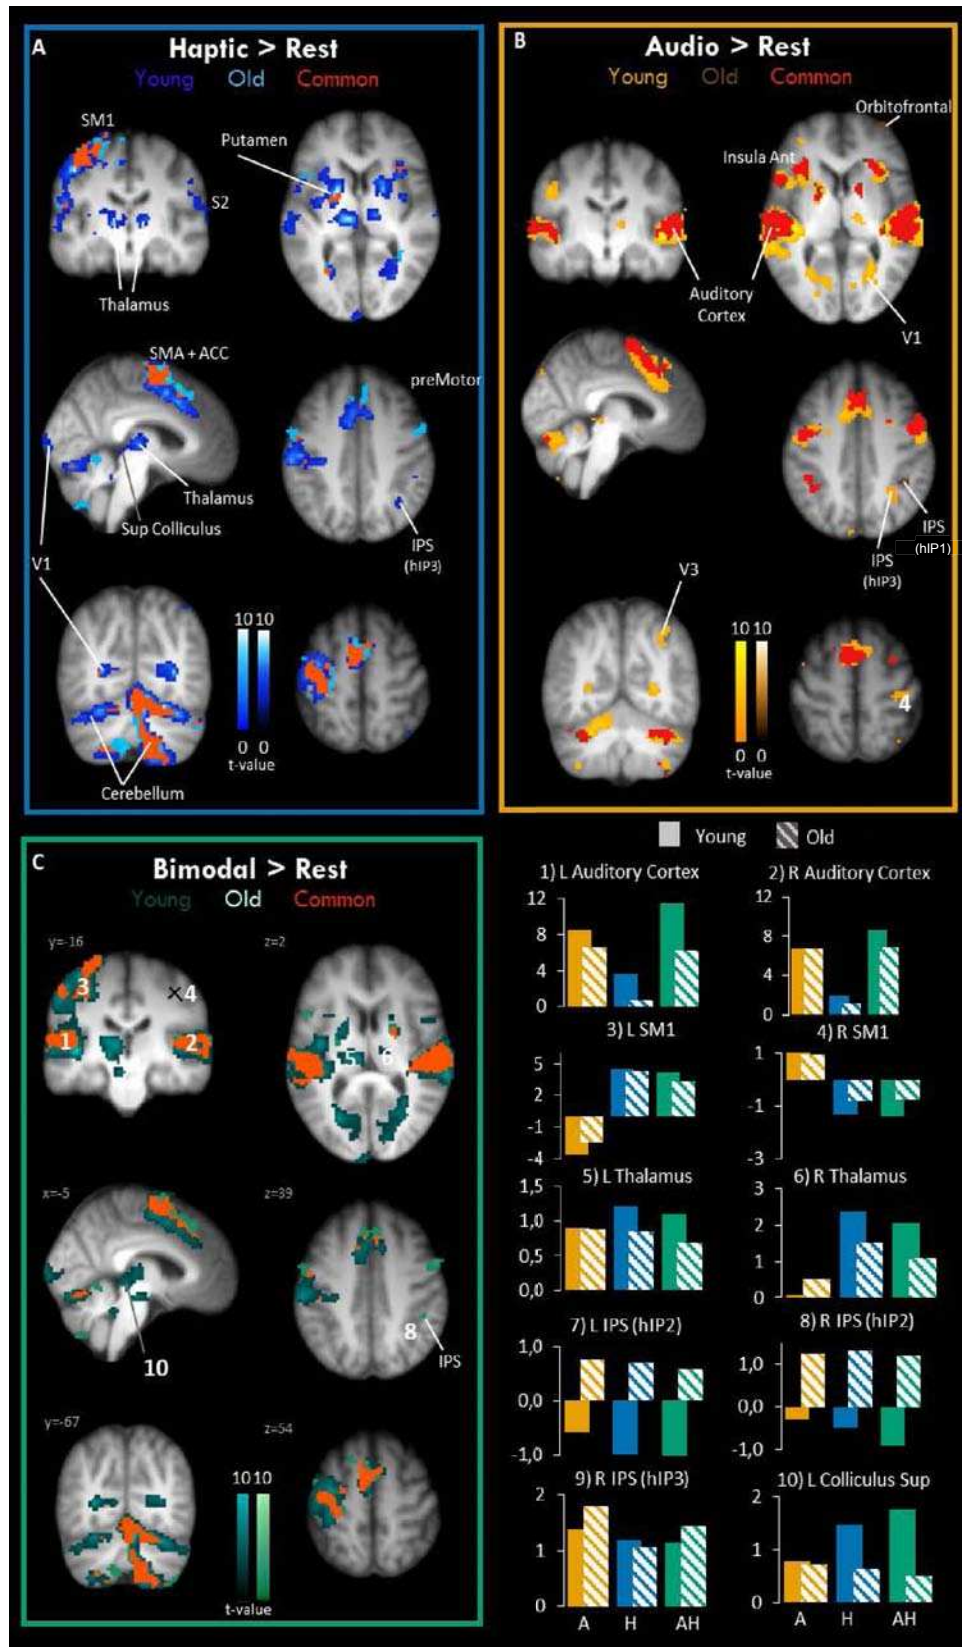 A
Haptic > Rest
Young Old Common
SM1
Putamen
S2
Thalamus
SMA + ACC
preMotor
Thalamus
Sup Colliculus
IPS
(hIP3)
V1
10 10
0 0
t-value
Cerebellum
B
Audio > Rest
Young Old Common
Orbitofrontal
Insula Ant
Auditory
Cortex
V1
IPS
(hIP1)
IPS
(hIP3)
V3
10 10
4
0 0
t-value
C
Bimodal > Rest
Young Old Common
y=-16
z=2
3
4
1
2
5
6
x=-5
z=39
8
IPS
10
y=-67
z=54
10 10
t-value
Young Old
1) L Auditory Cortex
12
8
4
0
2) R Auditory Cortex
12
8
4
0
3) L SM1
5
2
-1
-4
4) R SM1
1
-1
-3
5) L Thalamus
1,5
1,0
0,5
0,0
6) R Thalamus
3
2
1
0
7) L IPS (hIP2)
1,0
0,0
-1,0
8) R IPS (hIP2)
1,0
0,0
-1,0
9) R IPS (hIP3)
2
1
0
A H AH
10) L Colliculus Sup
2
1
0
A H AH